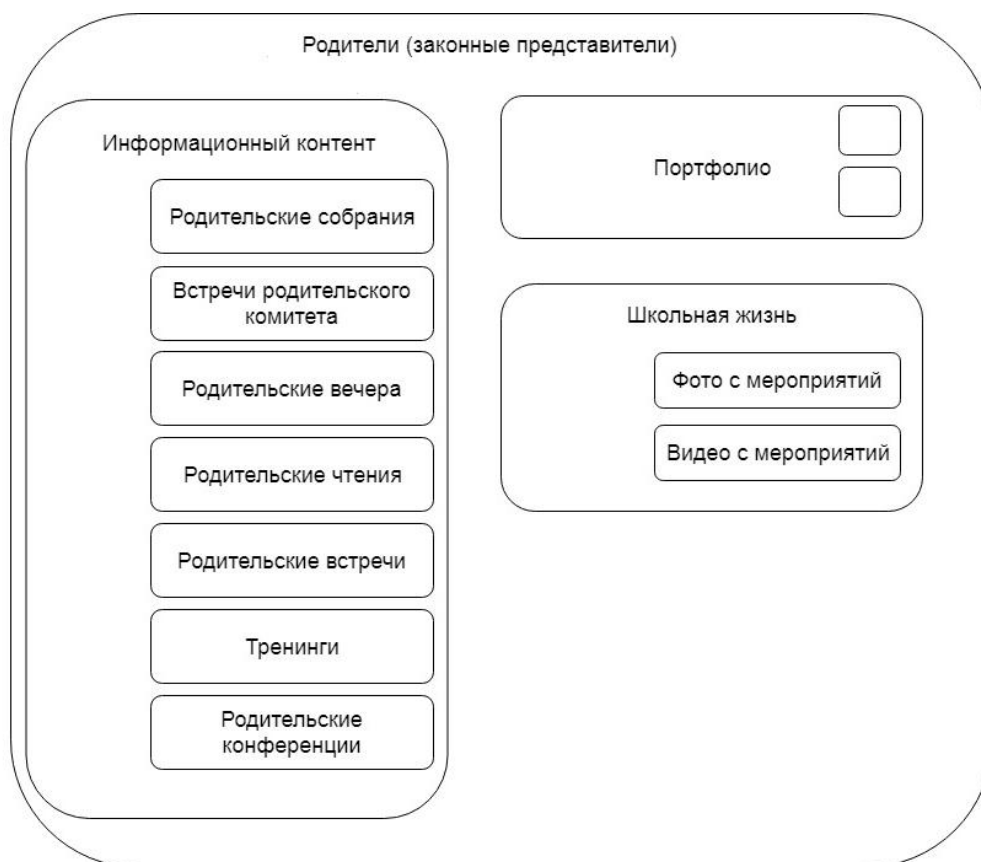 Родители (законные представители)
Информационный контент
Родительские собрания
Встречи родительского
комитета
Родительские вечера
Родительские чтения
Родительские встречи
Тренинги
Родительские
конференции
Портфолио
Школьная жизнь
Фото с мероприятий
Видео с мероприятий